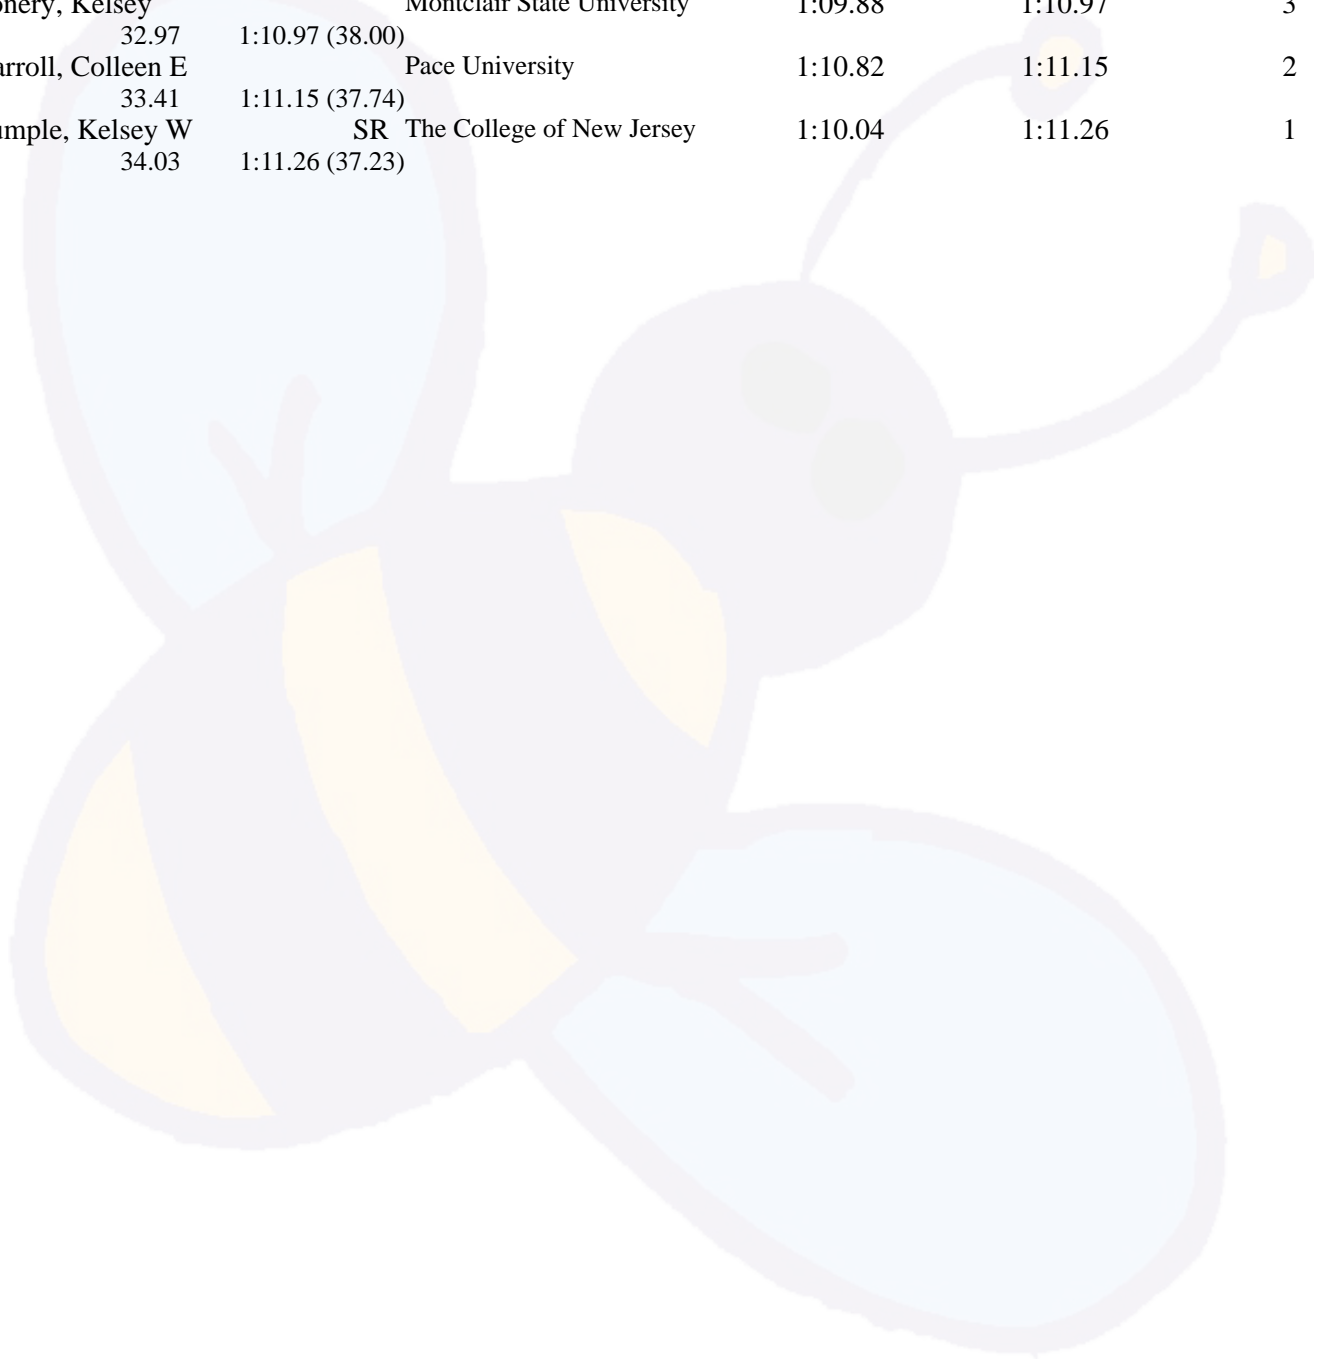 onery, Kelsey Montclair State University 1:09.88 1:10.97 3
32.97 1:10.97 (38.00)
arroll, Colleen E Pace University 1:10.82 1:11.15 2
33.41 1:11.15 (37.74)
umple, Kelsey W SR The College of New Jersey 1:10.04 1:11.26 1
34.03 1:11.26 (37.23)